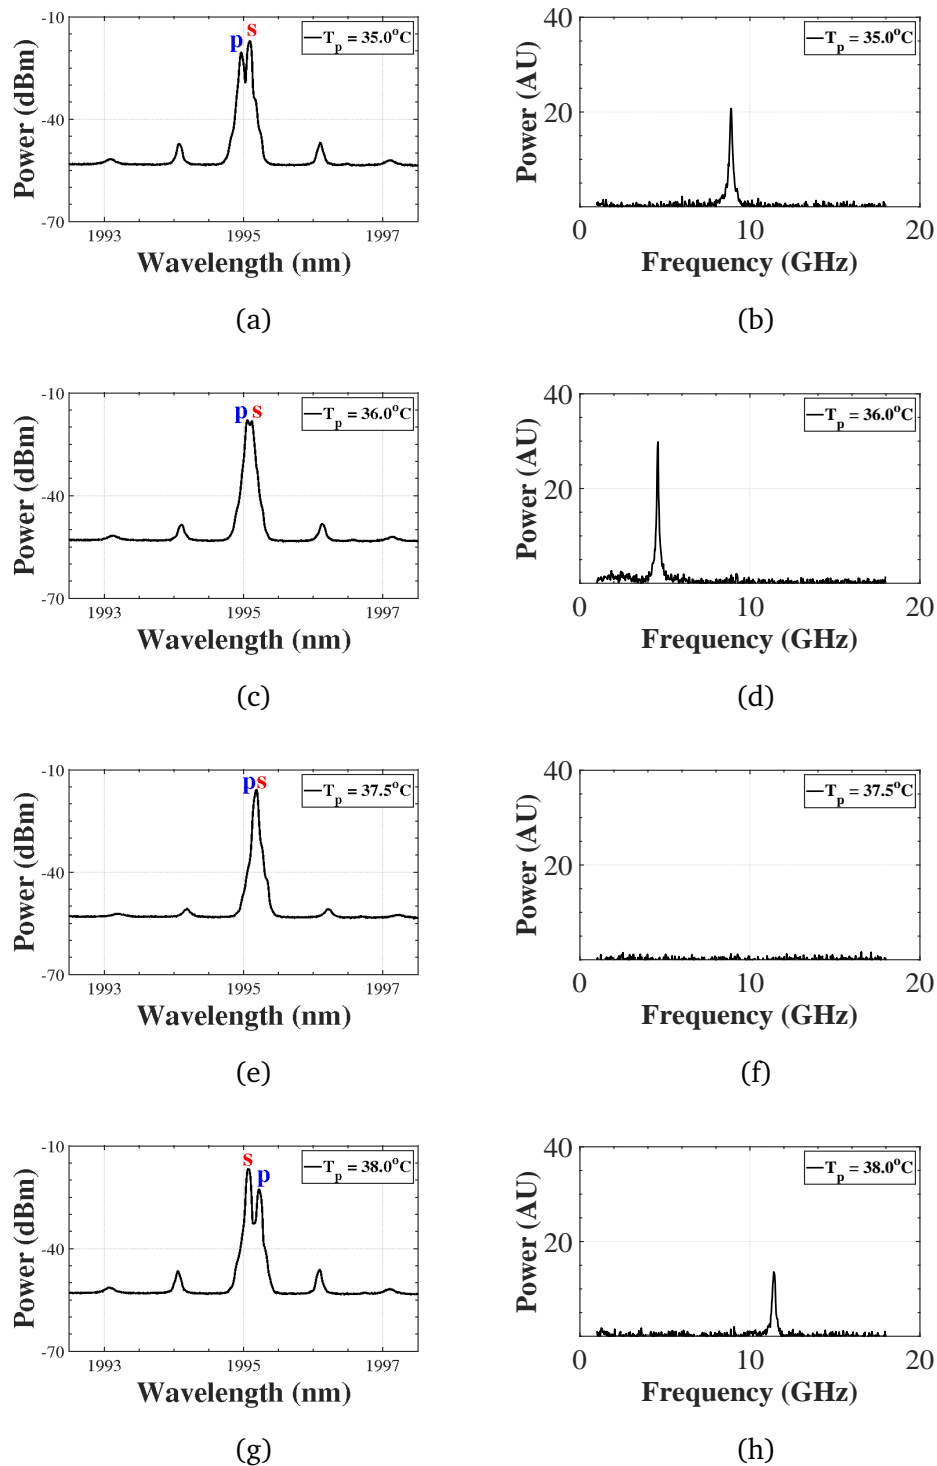 -10
-40
-70
Power (dBm)
p
s
T_p = 35.0°C
1993
1995
1997
Wavelength (nm)
(a)
40
20
0
10
20
Power (AU)
T_p = 35.0°C
Frequency (GHz)
(b)
-10
-40
-70
Power (dBm)
p s
T_p = 36.0°C
1993
1995
1997
Wavelength (nm)
(c)
40
20
0
10
20
Power (AU)
T_p = 36.0°C
Frequency (GHz)
(d)
-10
-40
-70
Power (dBm)
ps
T_p = 37.5°C
1993
1995
1997
Wavelength (nm)
(e)
40
20
0
10
20
Power (AU)
T_p = 37.5°C
Frequency (GHz)
(f)
-10
-40
-70
Power (dBm)
s
p
T_p = 38.0°C
1993
1995
1997
Wavelength (nm)
(g)
40
20
0
10
20
Power (AU)
T_p = 38.0°C
Frequency (GHz)
(h)